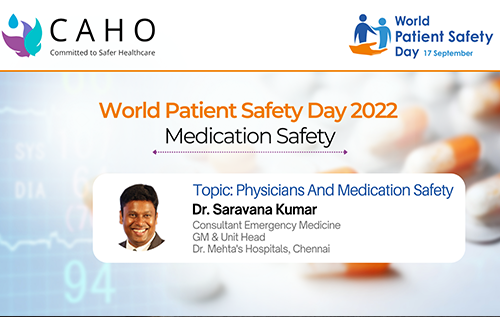 CAHO
Committed to Safer Healthcare
World
Patient Safety
Day 17 September
World Patient Safety Day 2022
Medication Safety
Topic: Physicians And Medication Safety
Dr. Saravana Kumar
Consultant Emergency Medicine
GM & Unit Head
Dr. Mehta's Hospitals, Chennai
SYS
DIA
94